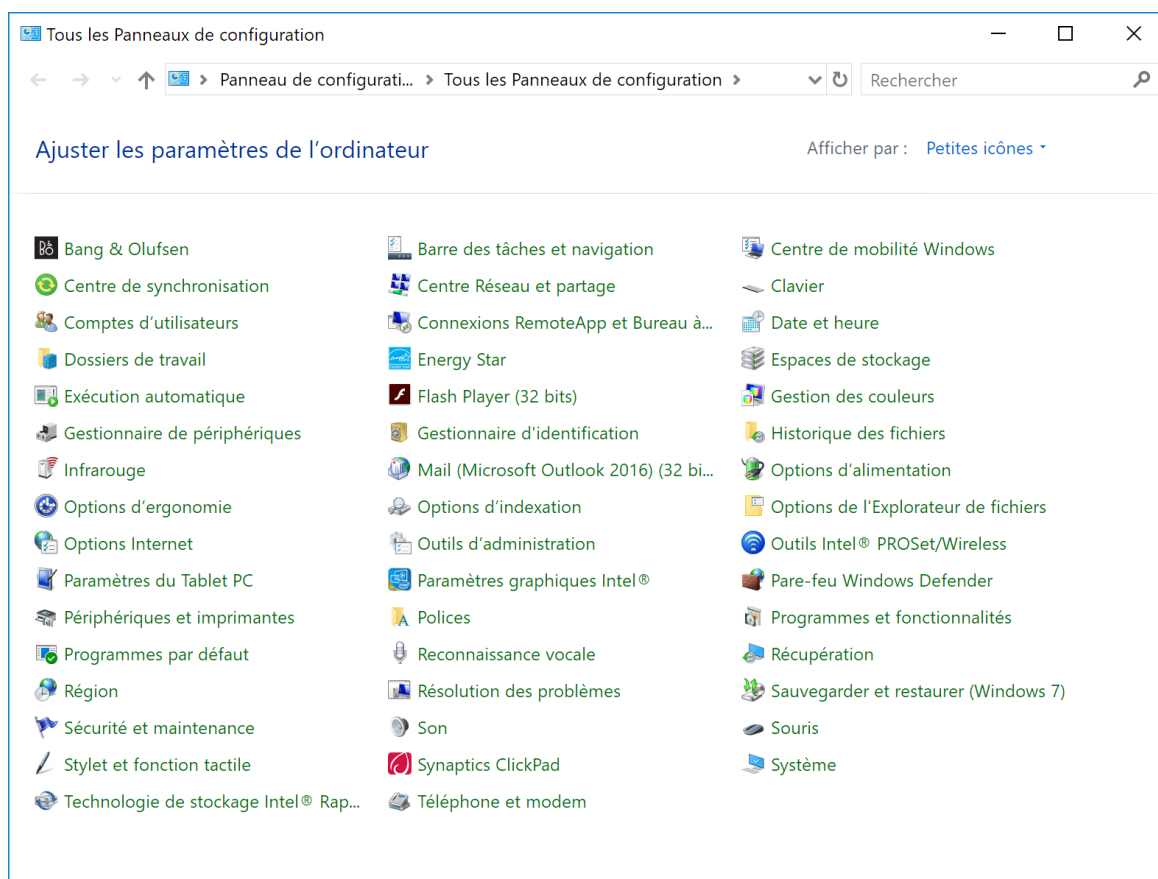 Tous les Panneaux de configuration
Panneau de configurati... > Tous les Panneaux de configuration >
Rechercher
Ajuster les paramètres de l’ordinateur
Afficher par : Petites icônes
Bang & Olufsen
Barre des tâches et navigation
Centre de mobilité Windows
Centre de synchronisation
Centre Réseau et partage
Clavier
Comptes d’utilisateurs
Connexions RemoteApp et Bureau à...
Date et heure
Dossiers de travail
Energy Star
Espaces de stockage
Exécution automatique
Flash Player (32 bits)
Gestion des couleurs
Gestionnaire de périphériques
Gestionnaire d'identification
Historique des fichiers
Infrarouge
Mail (Microsoft Outlook 2016) (32 bi...
Options d’alimentation
Options d’ergonomie
Options d’indexation
Options de l'Explorateur de fichiers
Options Internet
Outils d’administration
Outils Intel® PROSet/Wireless
Paramètres du Tablet PC
Paramètres graphiques Intel®
Pare-feu Windows Defender
Périphériques et imprimantes
Polices
Programmes et fonctionnalités
Programmes par défaut
Reconnaissance vocale
Récupération
Région
Résolution des problèmes
Sauvegarder et restaurer (Windows 7)
Sécurité et maintenance
Son
Souris
Stylet et fonction tactile
Synaptics ClickPad
Système
Technologie de stockage Intel® Rap...
Téléphone et modem